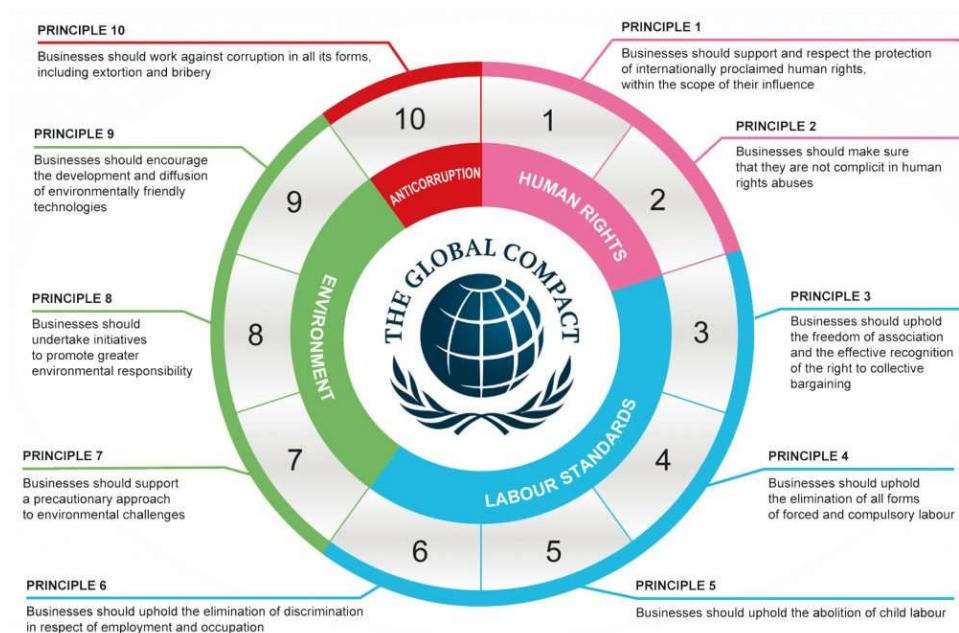 PRINCIPLE 10
Businesses should work against corruption in all its forms,
including extortion and bribery
PRINCIPLE 1
Businesses should support and respect the protection
of internationally proclaimed human rights,
within the scope of their influence
PRINCIPLE 9
Businesses should encourage
the development and diffusion
of environmentally friendly
technologies
PRINCIPLE 2
Businesses should make sure
that they are not complicit in human
rights abuses
PRINCIPLE 8
Businesses should
undertake initiatives
to promote greater
environmental responsibility
PRINCIPLE 3
Businesses should uphold
the freedom of association
and the effective recognition
of the right to collective
bargaining
PRINCIPLE 7
Businesses should support
a precautionary approach
to environmental challenges
PRINCIPLE 4
Businesses should uphold
the elimination of all forms
of forced and compulsory labour
PRINCIPLE 6
Businesses should uphold the elimination of discrimination
in respect of employment and occupation
PRINCIPLE 5
Businesses should uphold the abolition of child labour
10
1
9
2
8
3
7
4
6
5
ANTICORRUPTION
HUMAN RIGHTS
ENVIRONMENT
LABOUR STANDARDS
THE GLOBAL COMPACT